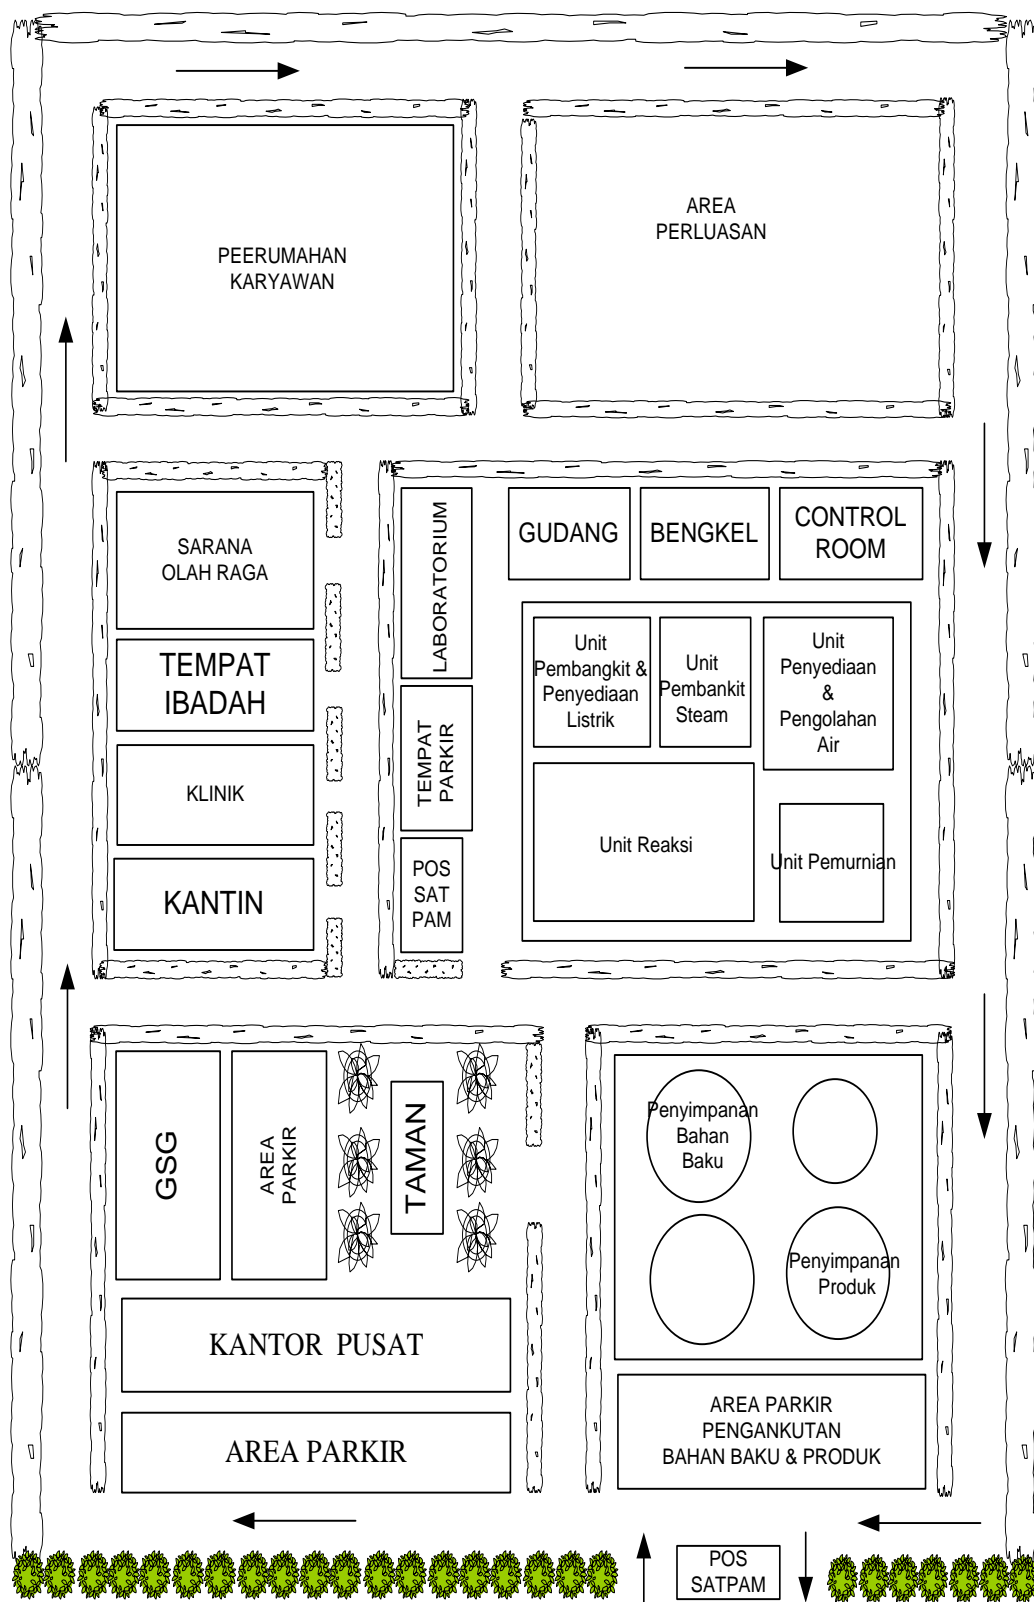 PEERUMAHAN
KARYAWAN
AREA
PERLUASAN
SARANA
OLAH RAGA
TEMPAT
IBADAH
KLINIK
KANTIN
LABORATORIUM
TEMPAT
PARKIR
POS
SAT
PAM
GUDANG
BENGKEL
CONTROL
ROOM
Unit
Pembangkit &
Penyediaan
Listrik
Unit
Pembankit
Steam
Unit
Penyediaan
&
Pengolahan
Air
Unit Reaksi
Unit Pemurnian
GSG
AREA
PARKIR
TAMAN
KANTOR PUSAT
AREA PARKIR
Penyimpanan
Bahan
Baku
Penyimpanan
Produk
AREA PARKIR
PENGANKUTAN
BAHAN BAKU & PRODUK
POS
SATPAM